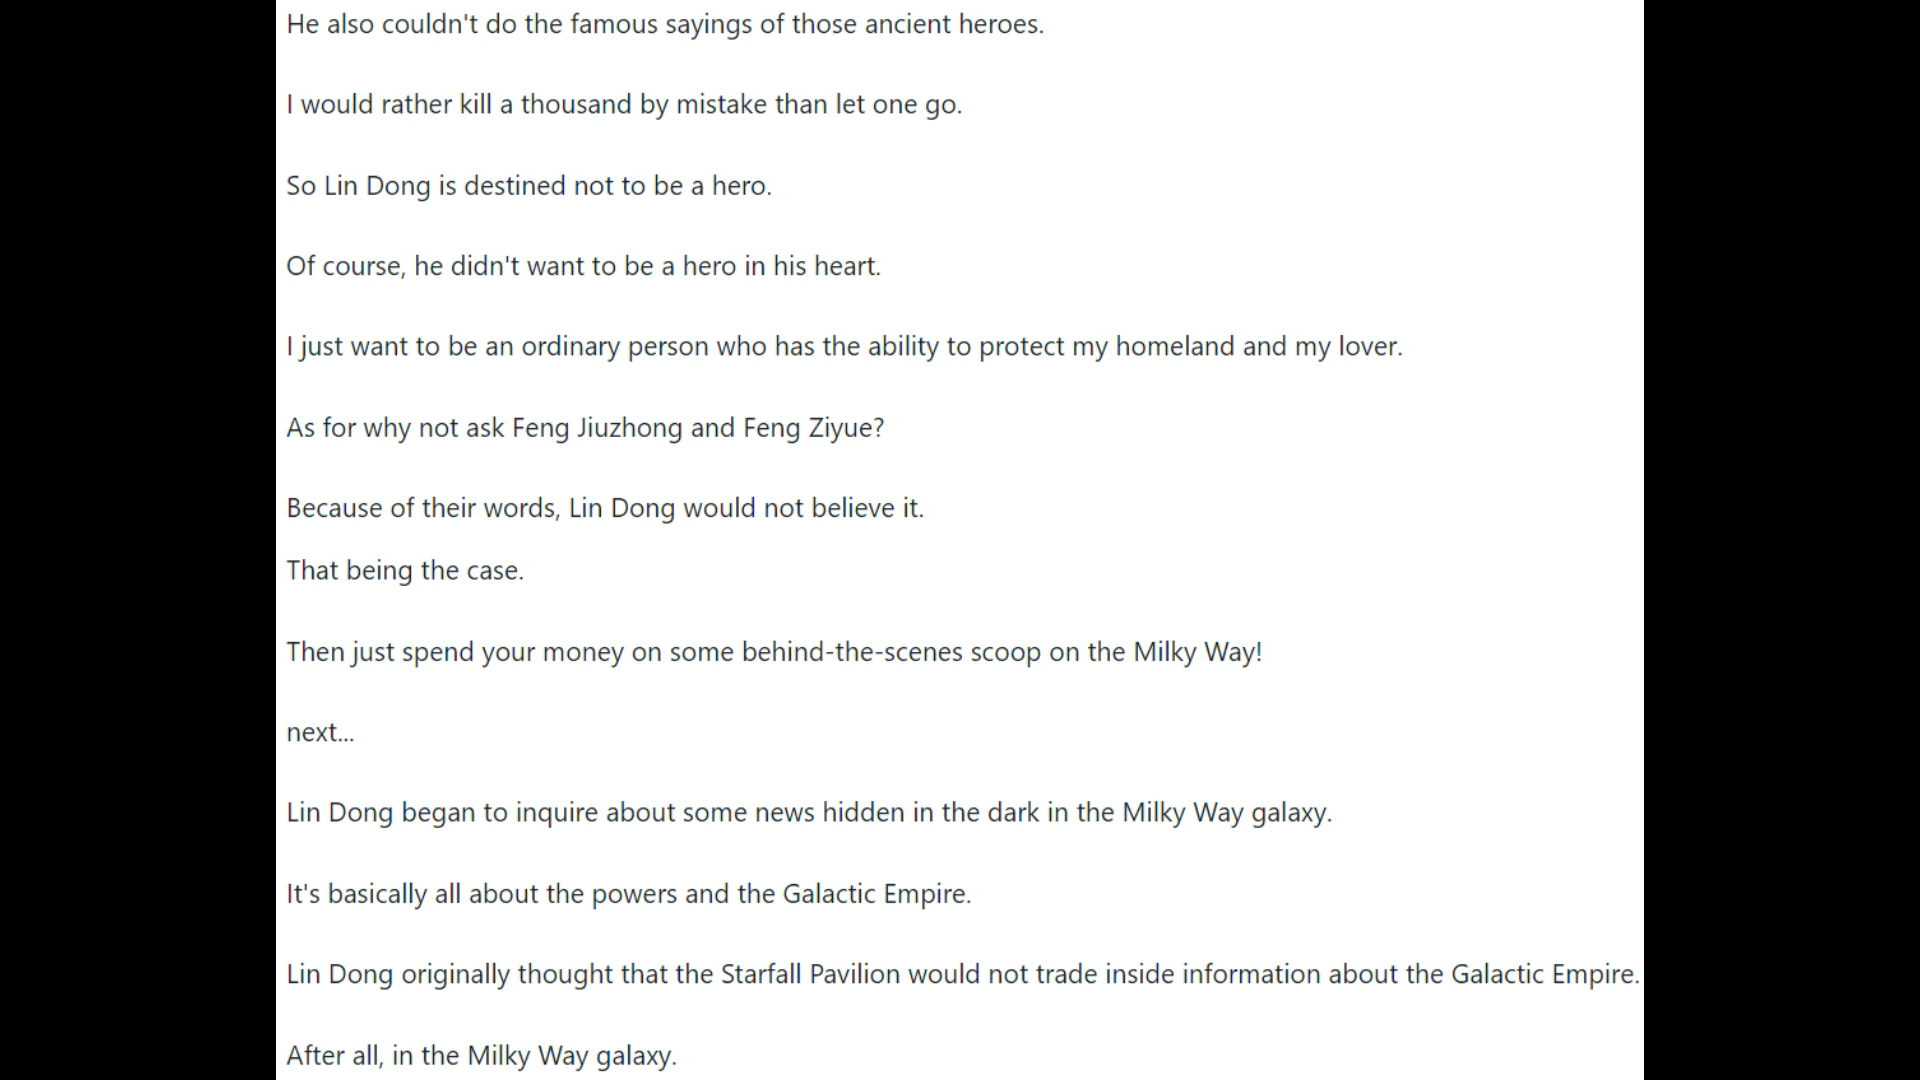 He also couldn't do the famous sayings of those ancient heroes.
I would rather kill a thousand by mistake than let one go.
So Lin Dong is destined not to be a hero.
Of course, he didn't want to be a hero in his heart.
I just want to be an ordinary person who has the ability to protect my homeland and my lover.
As for why not ask Feng Jiuzhong and Feng Ziyue?
Because of their words, Lin Dong would not believe it.
That being the case.
Then just spend your money on some behind-the-scenes scoop on the Milky Way!
next...
Lin Dong began to inquire about some news hidden in the dark in the Milky Way galaxy.
It's basically all about the powers and the Galactic Empire.
Lin Dong originally thought that the Starfall Pavilion would not trade inside information about the Galactic Empire.
After all, in the Milky Way galaxy.